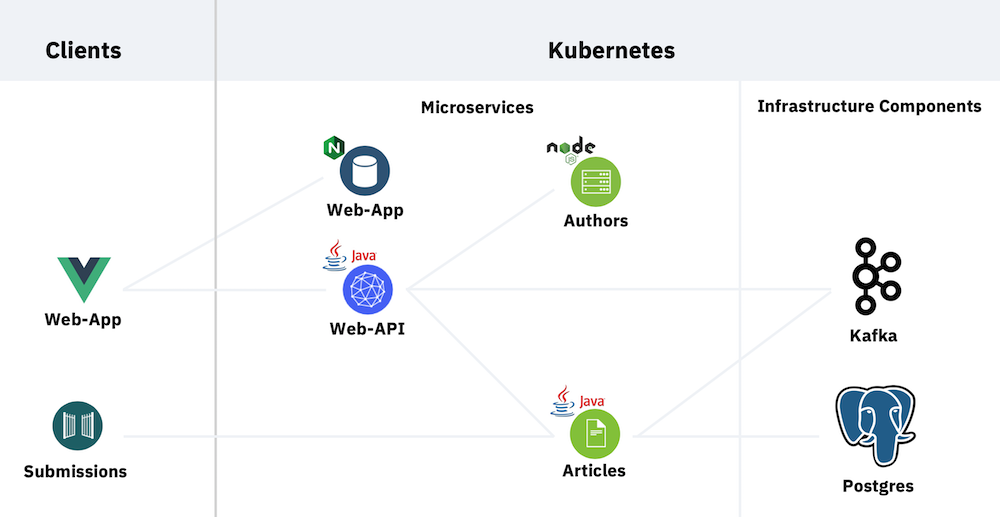 Clients
Kubernetes
Microservices
Infrastructure Components
N
Web-App
node
JS
Authors
Web-App
Java
Web-API
Kafka
Submissions
Java
Articles
Postgres